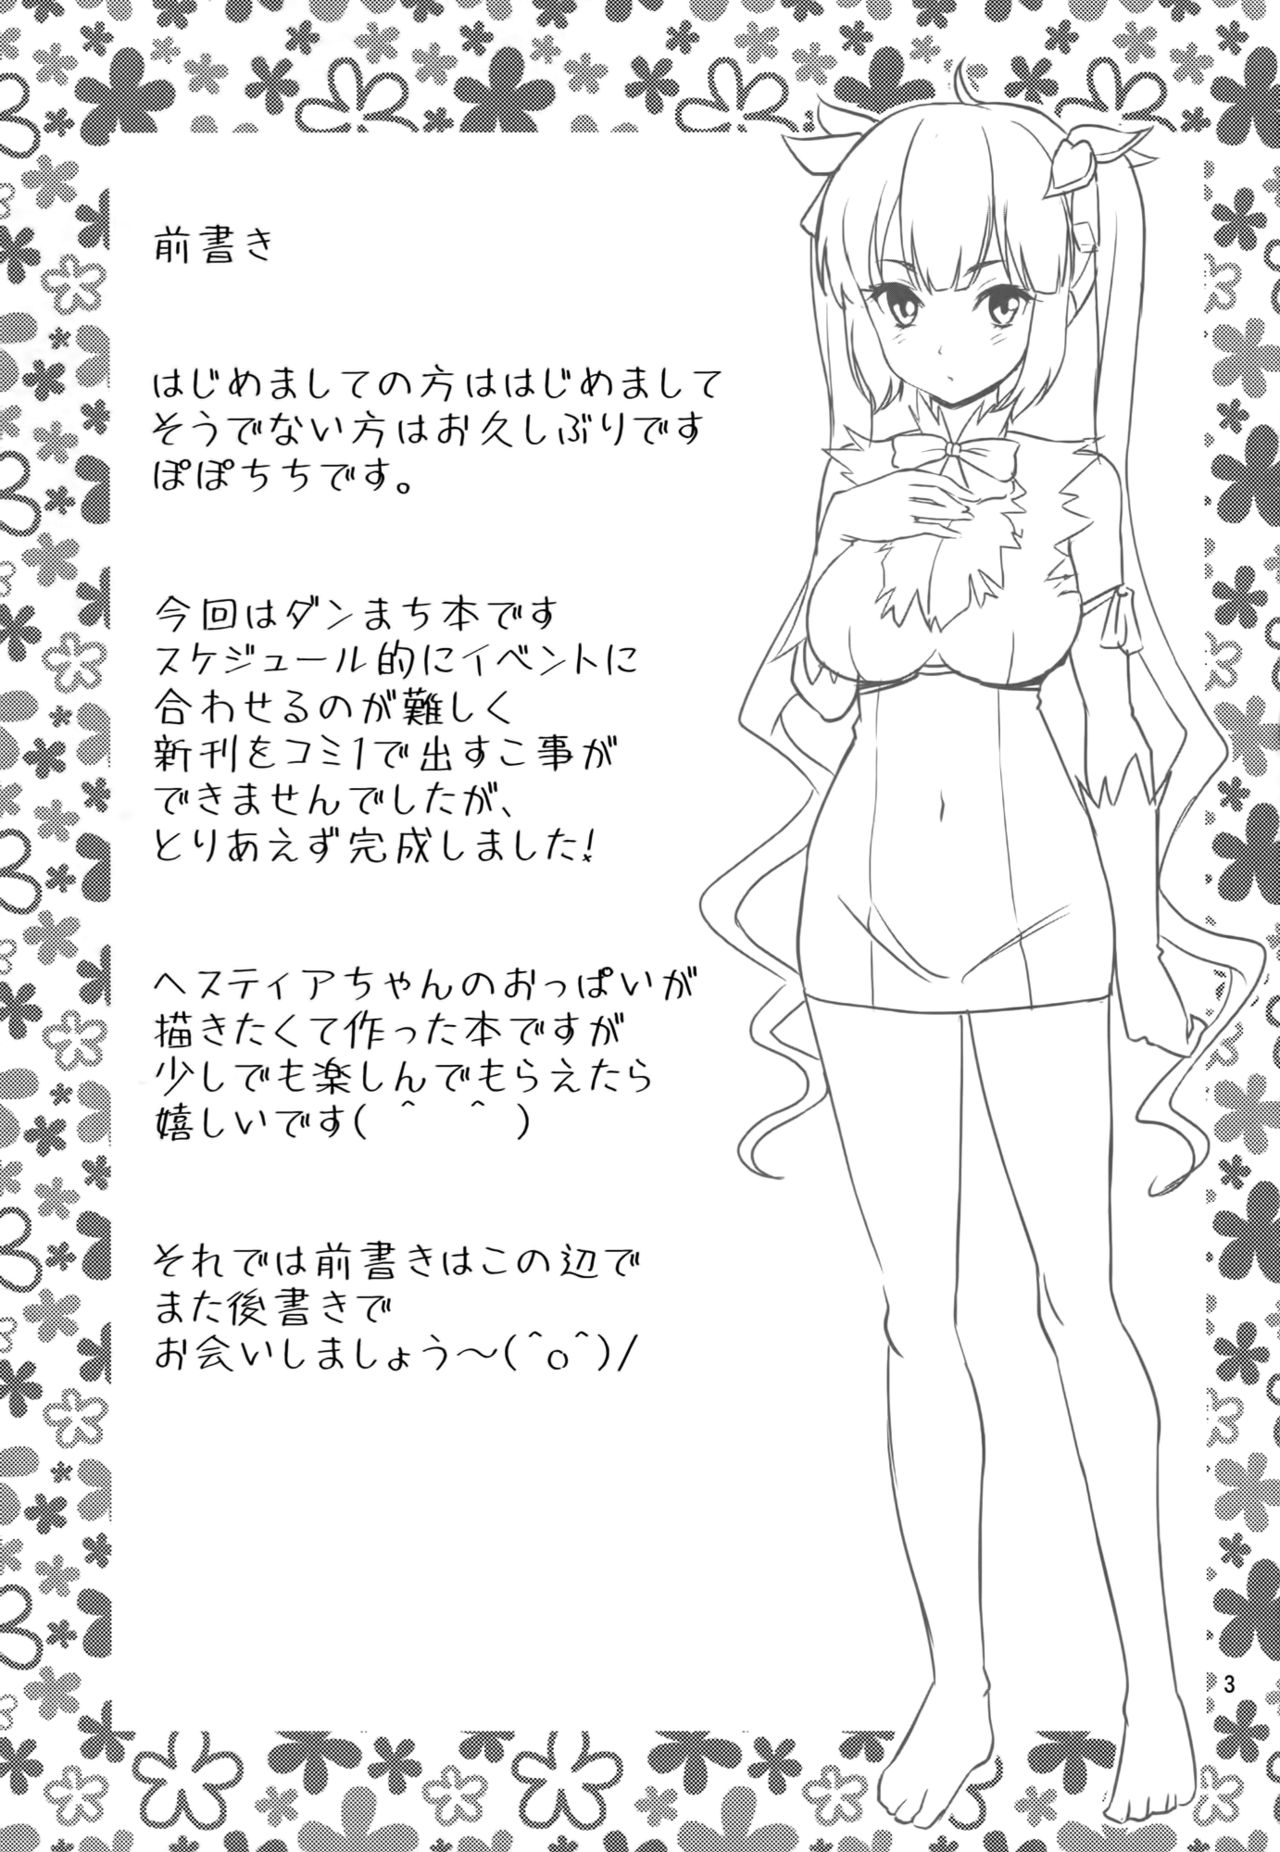 前書き
はじめましての方ははじめまして
そうでない方はお久しぶりです
ぽぽちちです。
今回はダンまち本です
スケジュール的にイベントに
合わせるのが難しく
新刊をコミ1で出すこ事が
できませんでしたが、
とりあえず完成しました!
ヘスティアちゃんのおっぱいが
描きたくて作った本ですが
少しでも楽しんでもらえたら
嬉しいです( ＾ ＾ )
それでは前書きはこの辺で
また後書きで
お会いしましょう～(＾o＾)/
3